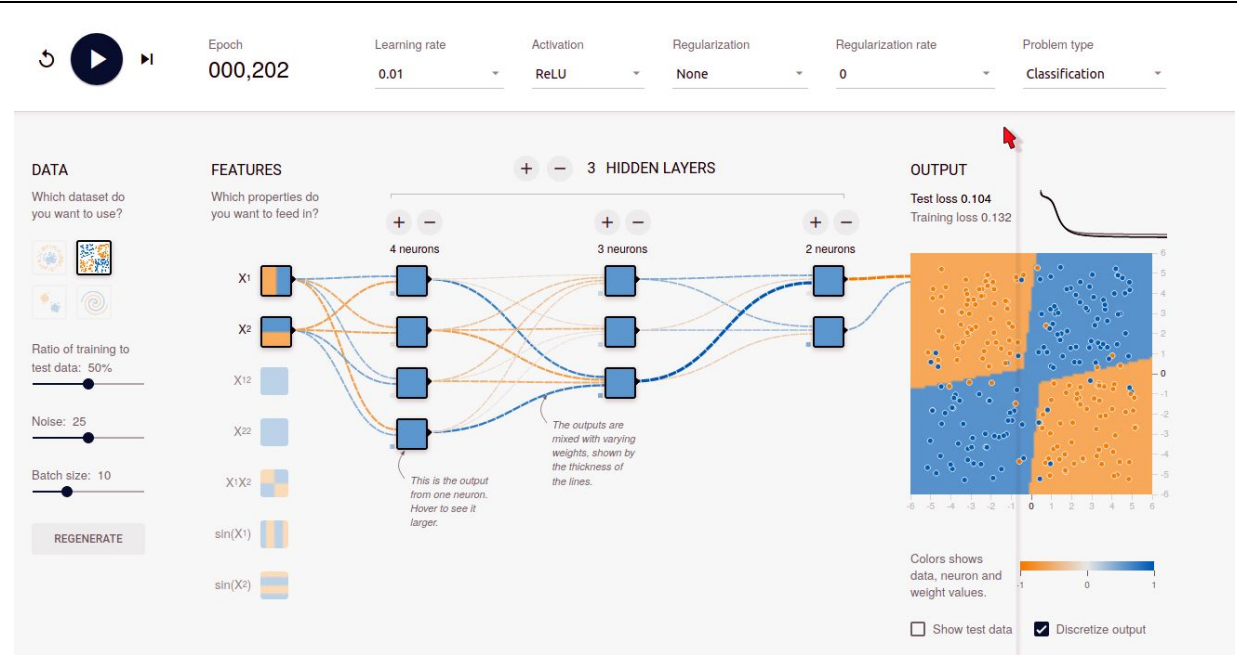 Epoch
000,202
Learning rate
0.01
Activation
ReLU
Regularization
None
Regularization rate
0
Problem type
Classification
DATA
Which dataset do
you want to use?
Ratio of training to
test data: 50%
Noise: 25
Batch size: 10
REGENERATE
FEATURES
Which properties do
you want to feed in?
X1
X2
X12
X22
X1X2
sin(X1)
sin(X2)
+ − 3 HIDDEN LAYERS
+ −
4 neurons
+ −
3 neurons
+ −
2 neurons
This is the output
from one neuron.
Hover to see it
larger.
The outputs are
mixed with varying
weights, shown by
the thickness of
the lines.
OUTPUT
Test loss 0.104
Training loss 0.132
6
5
4
3
2
1
0
-1
-2
-3
-4
-5
-6
-6 -5 -4 -3 -2 -1 0 1 2 3 4 5 6
Colors shows
data, neuron and
weight values.
-1 0 1
Show test data
Discretize output